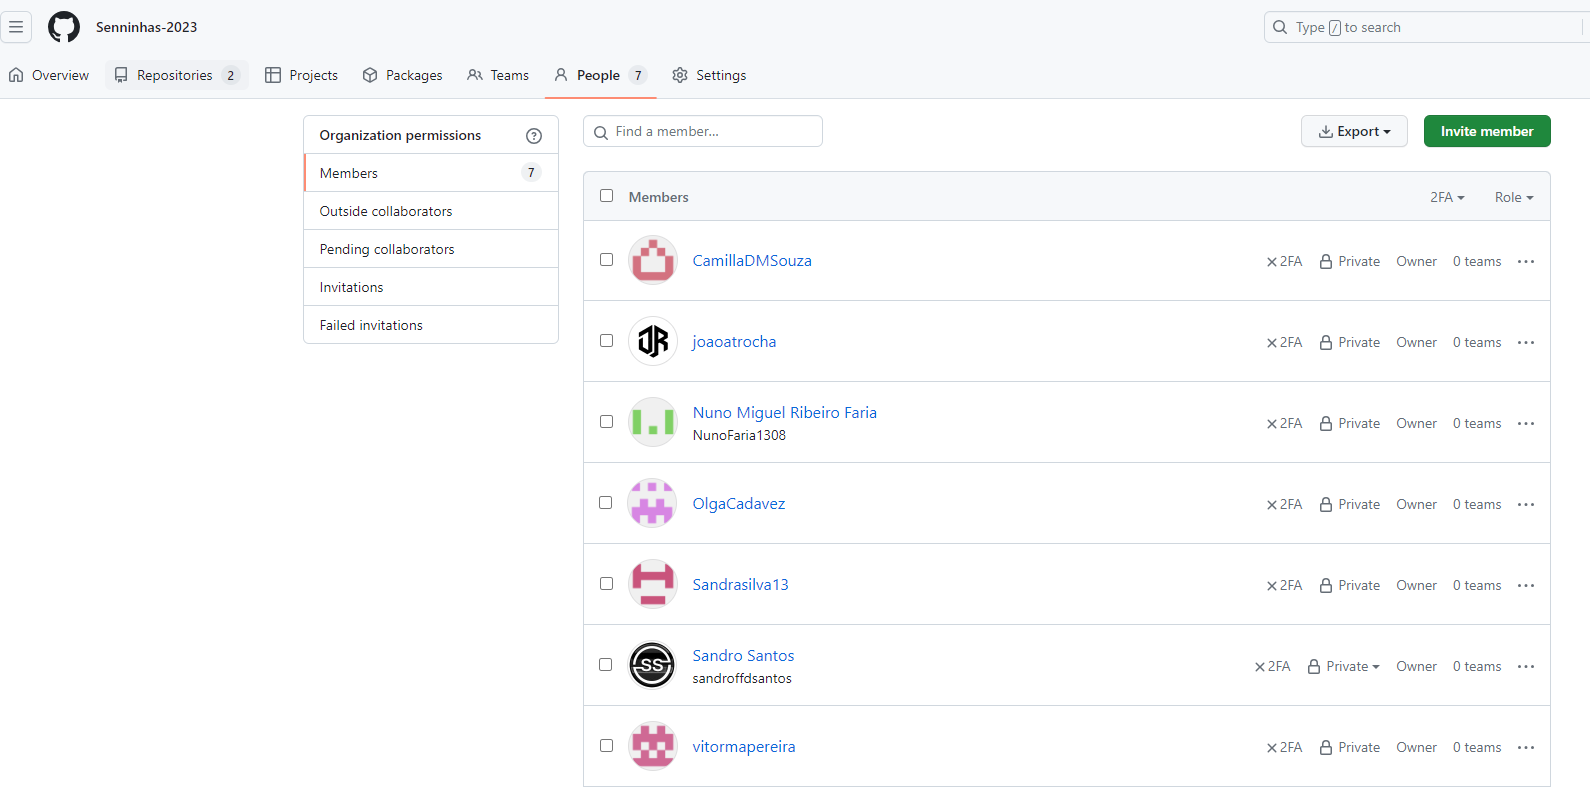 Senninhas-2023
Type / to search
Overview Repositories 2 Projects Packages Teams People 7 Settings
Organization permissions
Members 7
Outside collaborators
Pending collaborators
Invitations
Failed invitations
Find a member...
Export
Invite member
Members 2FA Role
CamillaDMSouza 2FA Private Owner 0 teams
JR
joaoatrocha 2FA Private Owner 0 teams
Nuno Miguel Ribeiro Faria
NunoFaria1308
2FA Private Owner 0 teams
OlgaCadavez 2FA Private Owner 0 teams
Sandrasilva13 2FA Private Owner 0 teams
SS
Sandro Santos
sandroffdsantos
2FA Private Owner 0 teams
vitormapereira 2FA Private Owner 0 teams